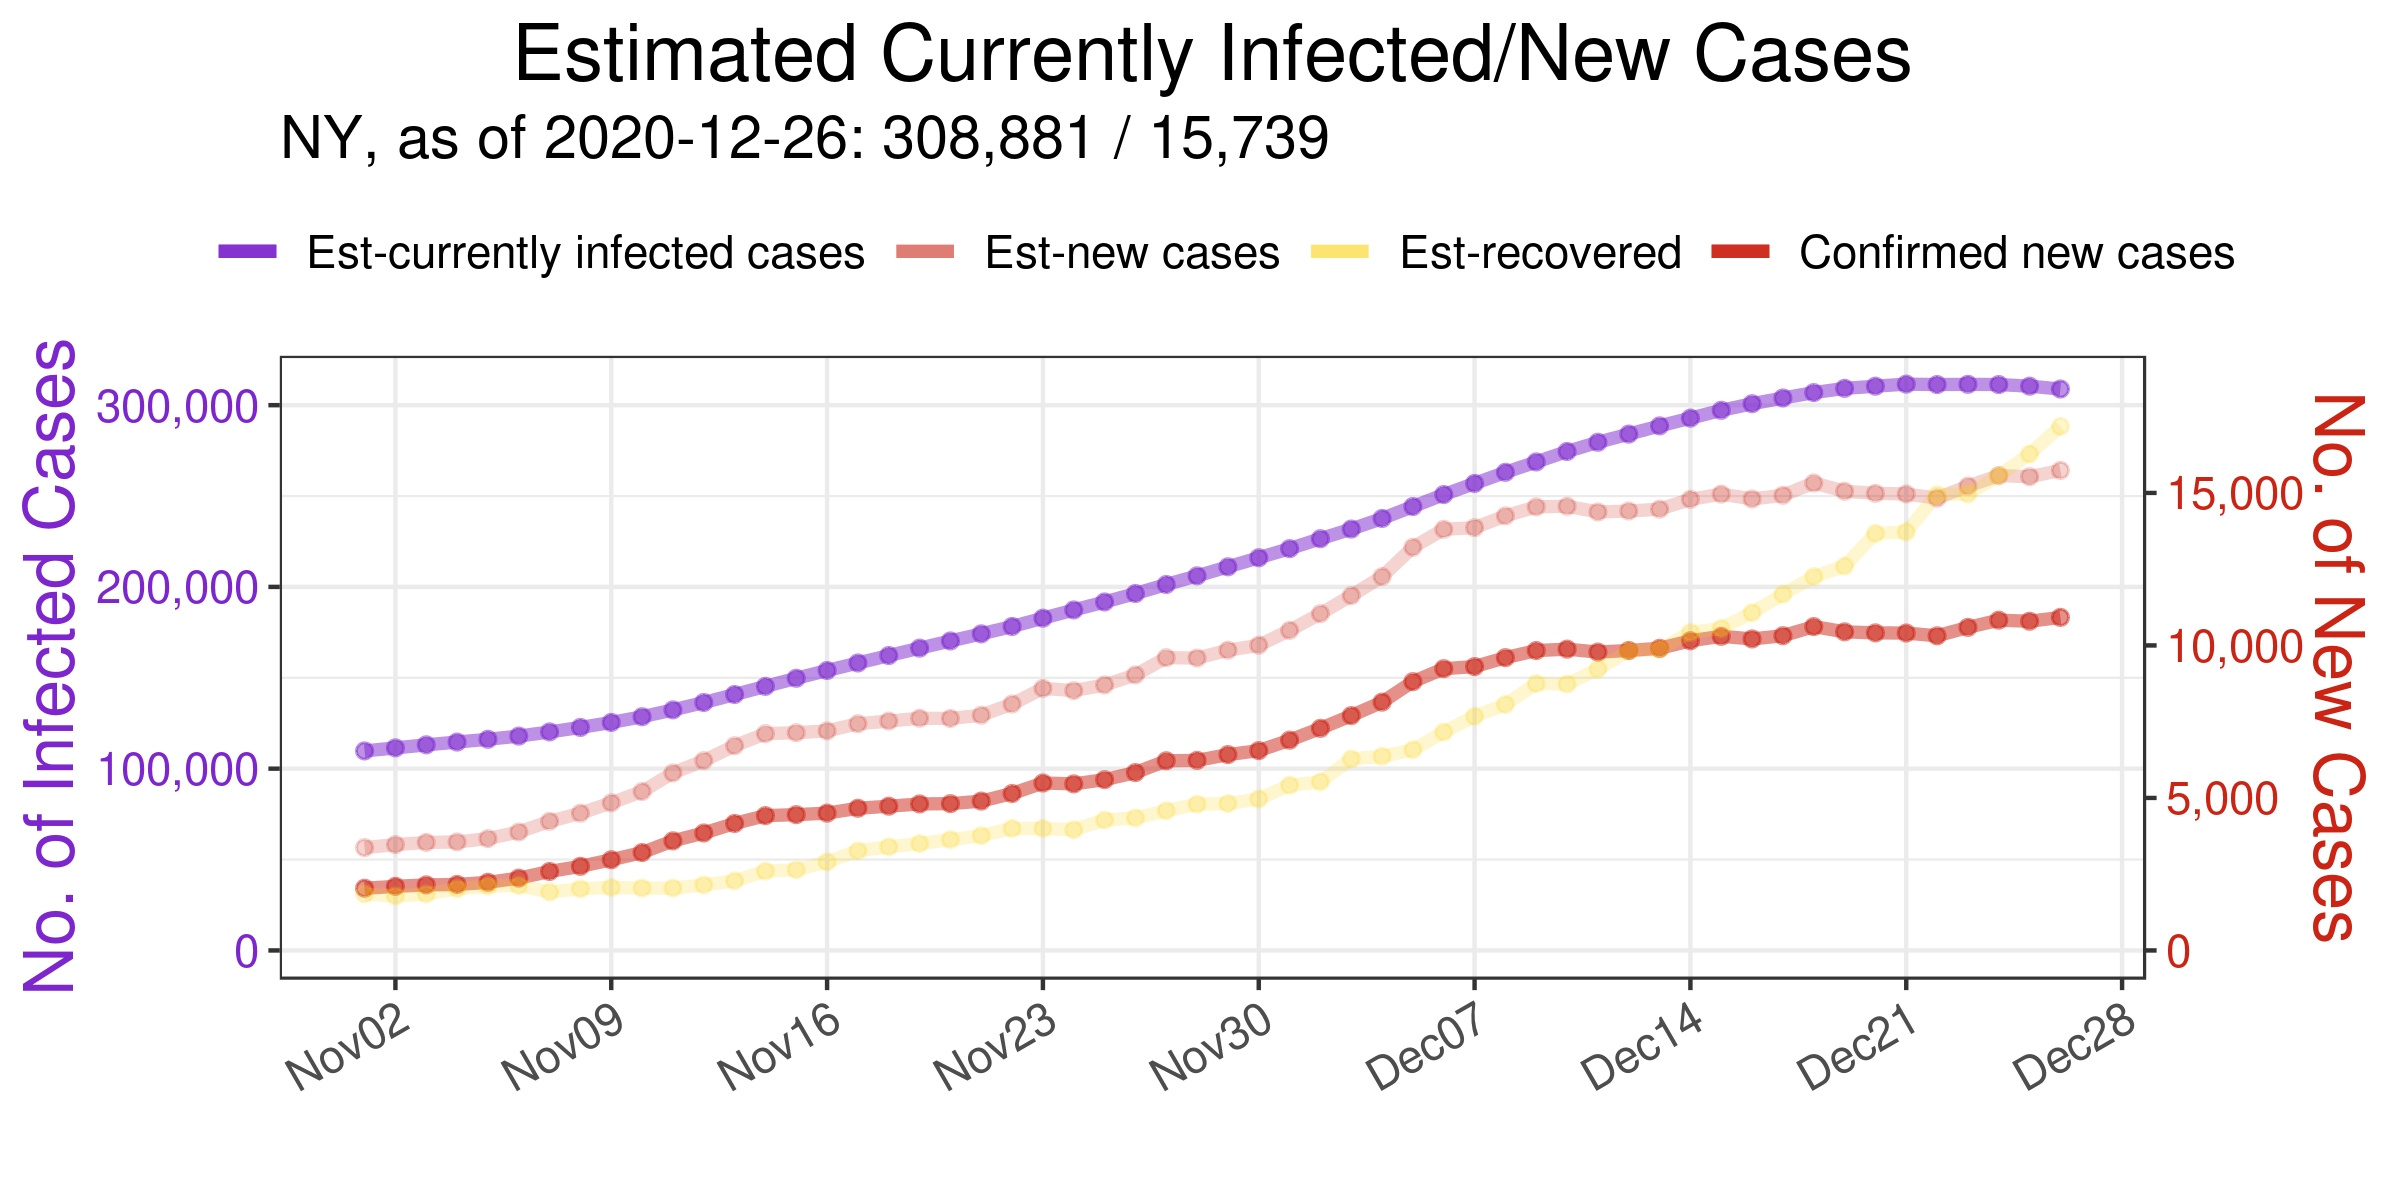 Estimated Currently Infected/New Cases
NY, as of 2020-12-26: 308,881 / 15,739
Est-currently infected cases Est-new cases Est-recovered Confirmed new cases
No. of Infected Cases
300,000
200,000
100,000
0
15,000
10,000
5,000
0
No. of New Cases
Nov02 Nov09 Nov16 Nov23 Nov30 Dec07 Dec14 Dec21 Dec28